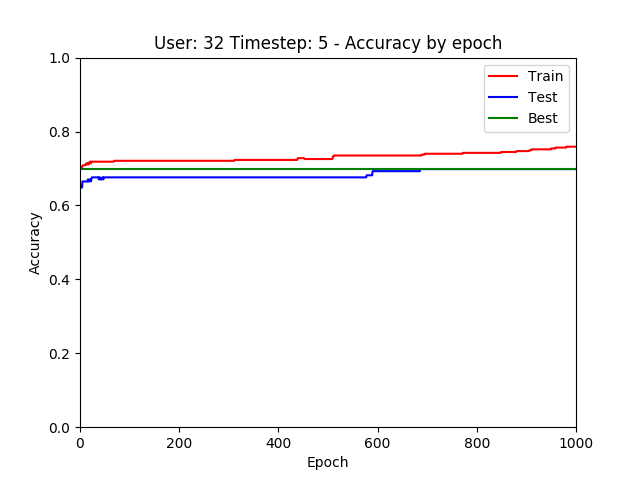 User: 32 Timestep: 5 - Accuracy by epoch
1.0
0.8
0.6
0.4
0.2
0.0
Accuracy
Train
Test
Best
0 200 400 600 800 1000
Epoch